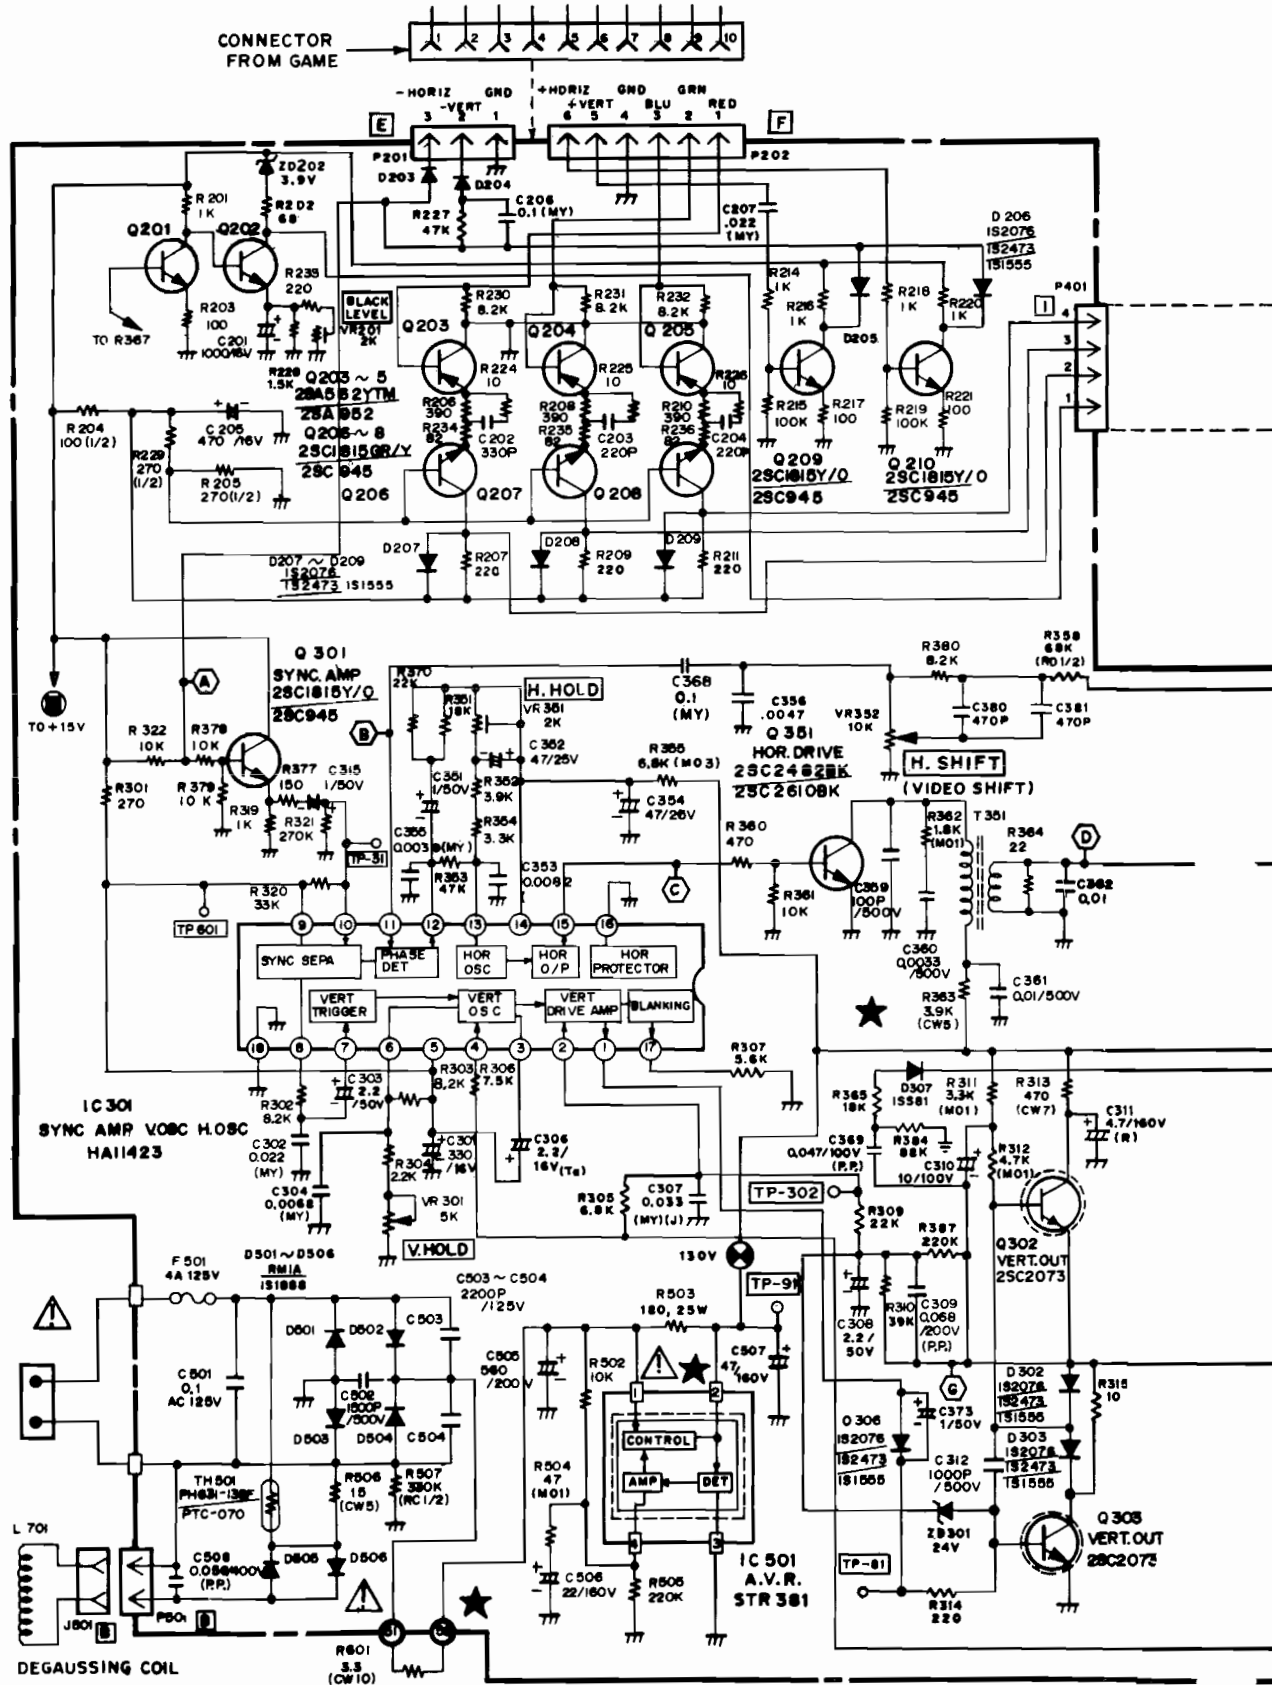 CONNECTOR
FROM GAME
1 2 3 4 5 6 7 8 9 10
-HORIZ
-VERT
GND
+HORIZ
+VERT
GND
BLU
GRN
RED
E
3 2 1
6 5 4 3 2 1
F
P201
P202
D203
D204
ZD202
3.9V
R201
1K
R202
68
Q201
Q202
R227
47K
C206
0.1(MY)
C207
.022
(MY)
D206
1S2076
1S2473
1S1555
R235
220
R203
100
C201
1000/16V
BLACK
LEVEL
VR201
2K
TO R367
R228
1.5K
R230
8.2K
R231
8.2K
R232
8.2K
R214
1K
R216
1K
R218
1K
R220
1K
P401
I
4
3
2
1
Q203
Q204
Q205
D205
Q203 ~ 5
2SA562YTM
2SA952
Q206 ~ 8
2SC1815GR/Y
2SC945
R224
10
R225
10
R226
10
R206
390
R208
390
R210
390
R234
82
R235
82
R236
82
C202
330P
C203
220P
C204
220P
R215
100K
R217
100
R219
100K
R221
100
R204
100(1/2)
C205
470/16V
R229
270
(1/2)
R205
270(1/2)
Q206
Q207
Q208
Q209
2SC1815Y/O
2SC945
Q210
2SC1815Y/O
2SC945
D207
D208
D209
R207
220
R209
220
R211
220
D207 ~ D209
1S2076
1S2473 1S1555
TO +15V
A
Q301
SYNC. AMP
2SC1815Y/O
2SC945
B
R370
22K
R351
18K
H. HOLD
VR351
2K
C368
0.1
(MY)
C356
.0047
R380
8.2K
R358
68K
(RD1/2)
C380
470P
C381
470P
VR352
10K
H. SHIFT
(VIDEO SHIFT)
Q351
HOR. DRIVE
2SC2482BK
2SC2610BK
R322
10K
R378
10K
R379
10K
R377
150
C315
1/50V
R301
270
R319
1K
R321
270K
TP-31
C352
47/25V
C351
1/50V
R352
3.9K
R354
3.3K
C355
0.0039(MY)
R353
47K
C353
0.0082
R355
6.8K (MO3)
C354
47/25V
R360
470
R361
10K
C359
100P
/500V
R362
1.8K
(MO1)
T351
R364
22
D
C362
0.01
C
R320
33K
TP601
9 10 11 12 13 14 15 16
SYNC SEPA
PHASE
DET
HOR
OSC
HOR
O/P
HOR
PROTECTOR
VERT
TRIGGER
VERT
OSC
VERT
DRIVE AMP
BLANKING
18 8 7 6 5 4 3 2 1 17
C360
0.0033
/500V
R363
3.9K
(CW5)
C361
0.01/500V
IC301
SYNC AMP V.OSC H.OSC
HA11423
R302
8.2K
C303
2.2
/50V
R303
8.2K
R306
7.5K
R307
5.6K
C302
0.022
(MY)
C304
0.0068
(MY)
R304
2.2K
C301
330
/16V
C306
2.2/
16V(Ta)
VR301
5K
V.HOLD
R305
6.8K
C307
0.033
(MY)(J)
R365
18K
D307
1SS81
R311
3.3K
(MO1)
R313
470
(CW7)
C311
4.7/160V
(R)
C369
0.047/100V
(P.P.)
R384
88K
C310
10/100V
R312
4.7K
(MO1)
TP-302
R309
22K
R387
220K
Q302
VERT.OUT
2SC2073
130V
TP-91
F501
4A 125V
D501 ~ D506
RM1A
1S1888
C503 ~ C504
2200P
/125V
R503
180, 25W
C308
2.2/
50V
R310
39K
C309
0.068
/200V
(P.P.)
G
D501
D502
C503
C501
0.1
AC 125V
C502
1500P
/500V
D503
D504
C504
C505
560
/200V
R502
10K
C507
47/
160V
1
2
CONTROL
AMP
DET
4
3
D306
1S2076
1S2473
1S1555
C373
1/50V
D302
1S2076
1S2473
1S1555
R315
10
D303
1S2076
1S2473
1S1555
C312
1000P
/500V
TH501
PTC-070
R506
15
(CW5)
R507
330K
(RC1/2)
R504
47
(MO1)
ZD301
24V
Q303
VERT.OUT
2SC2073
L701
C508
(P.P.)
D505
D506
C506
22/160V
R505
220K
IC501
A.V.R.
STR381
TP-81
R314
220
P501
R601
3.3
(CW10)
DEGAUSSING COIL